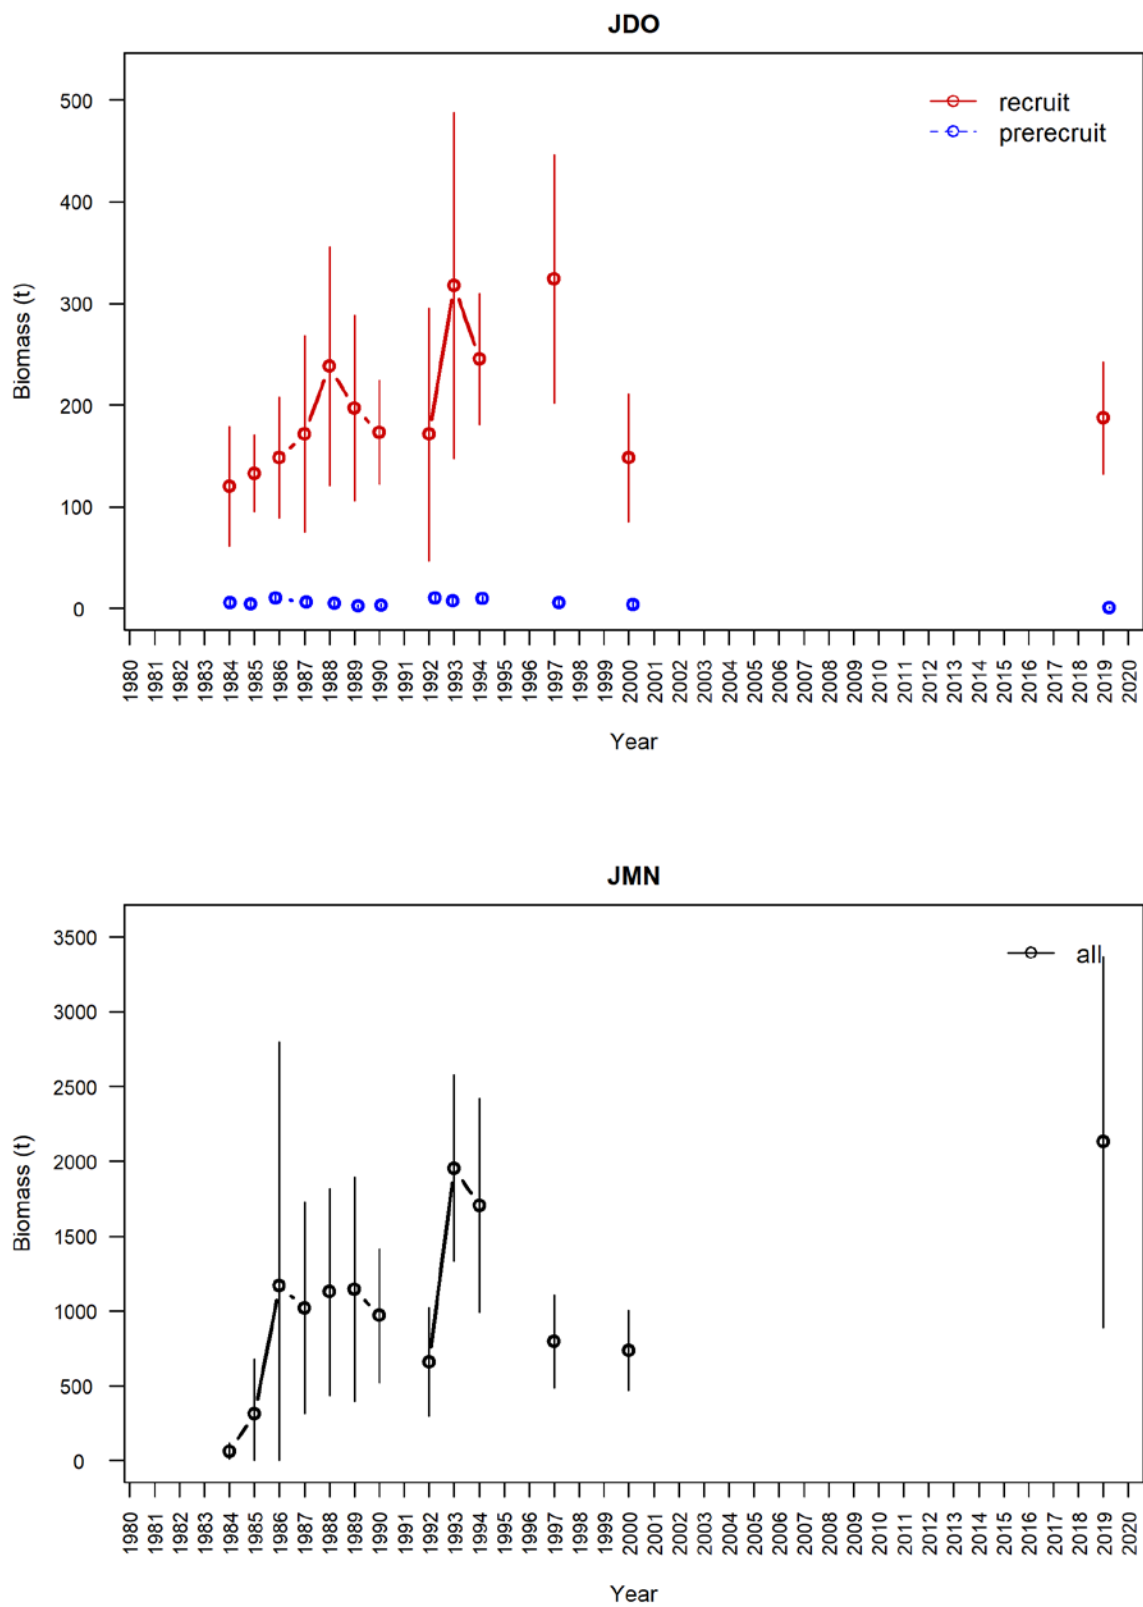 JDO
recruit
prerecruit
500
400
300
200
100
0
Biomass (t)
1980 1981 1982 1983 1984 1985 1986 1987 1988 1989 1990 1991 1992 1993 1994 1995 1996 1997 1998 1999 2000 2001 2002 2003 2004 2005 2006 2007 2008 2009 2010 2011 2012 2013 2014 2015 2016 2017 2018 2019 2020
Year
JMN
all
3500
3000
2500
2000
1500
1000
500
0
Biomass (t)
1980 1981 1982 1983 1984 1985 1986 1987 1988 1989 1990 1991 1992 1993 1994 1995 1996 1997 1998 1999 2000 2001 2002 2003 2004 2005 2006 2007 2008 2009 2010 2011 2012 2013 2014 2015 2016 2017 2018 2019 2020
Year